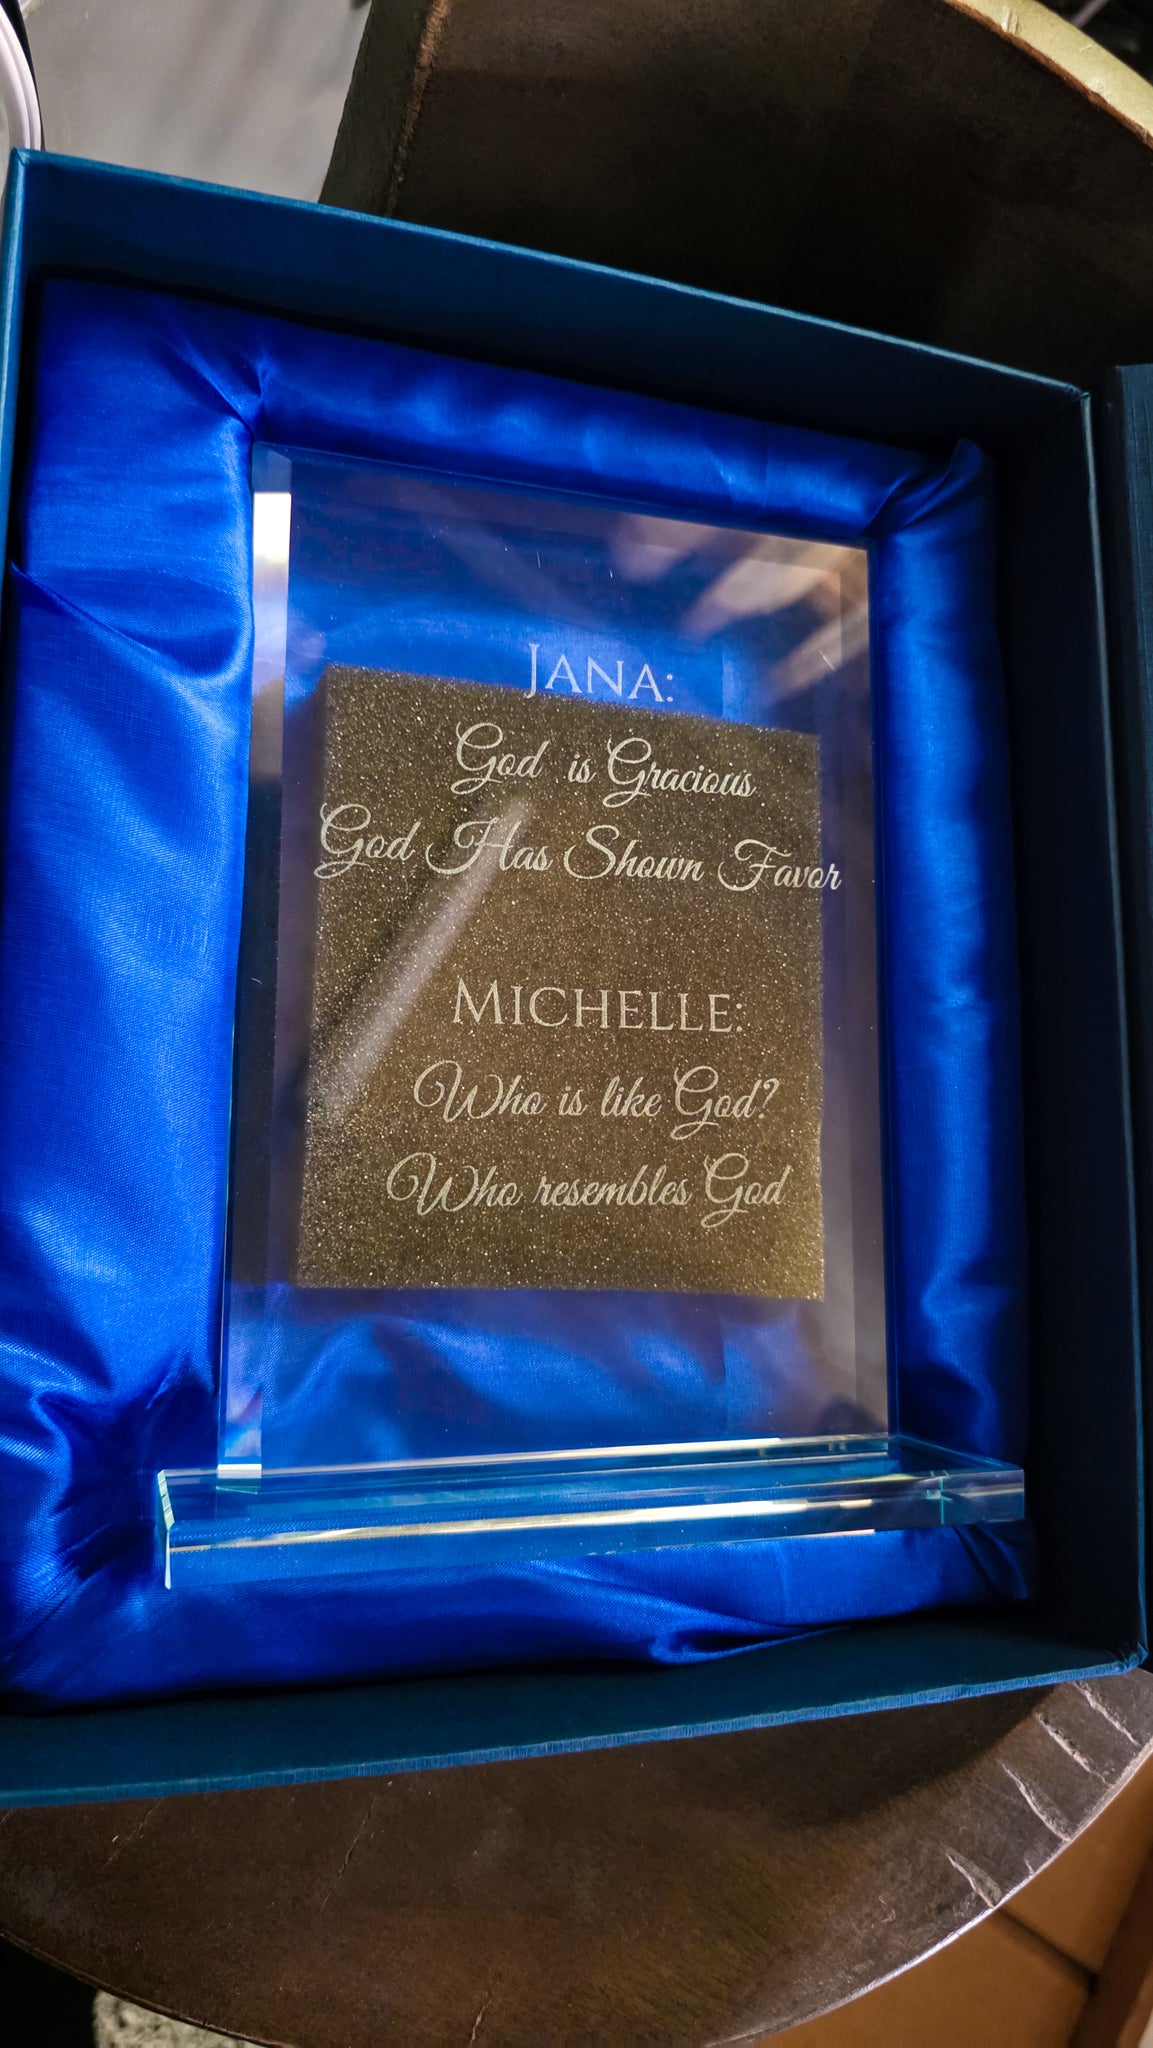 JANA:
God is Gracious
God Has Shown Favor
MICHELLE:
Who is like God?
Who resembles God